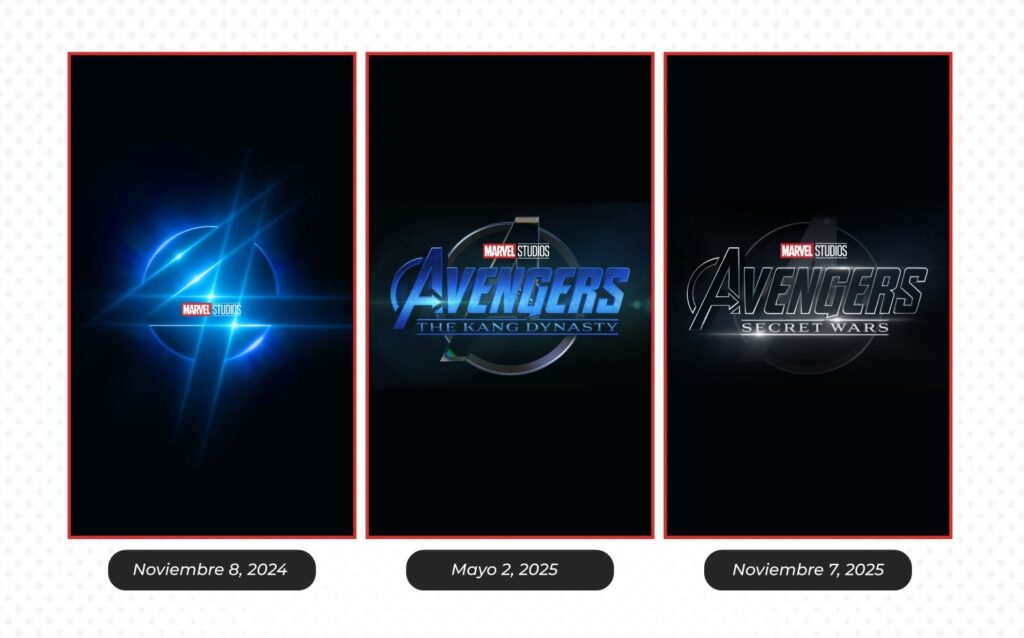 MARVEL STUDIOS
MARVEL STUDIOS
AVENGERS
THE KANG DYNASTY
MARVEL STUDIOS
AVENGERS
SECRET WARS
Noviembre 8, 2024
Mayo 2, 2025
Noviembre 7, 2025